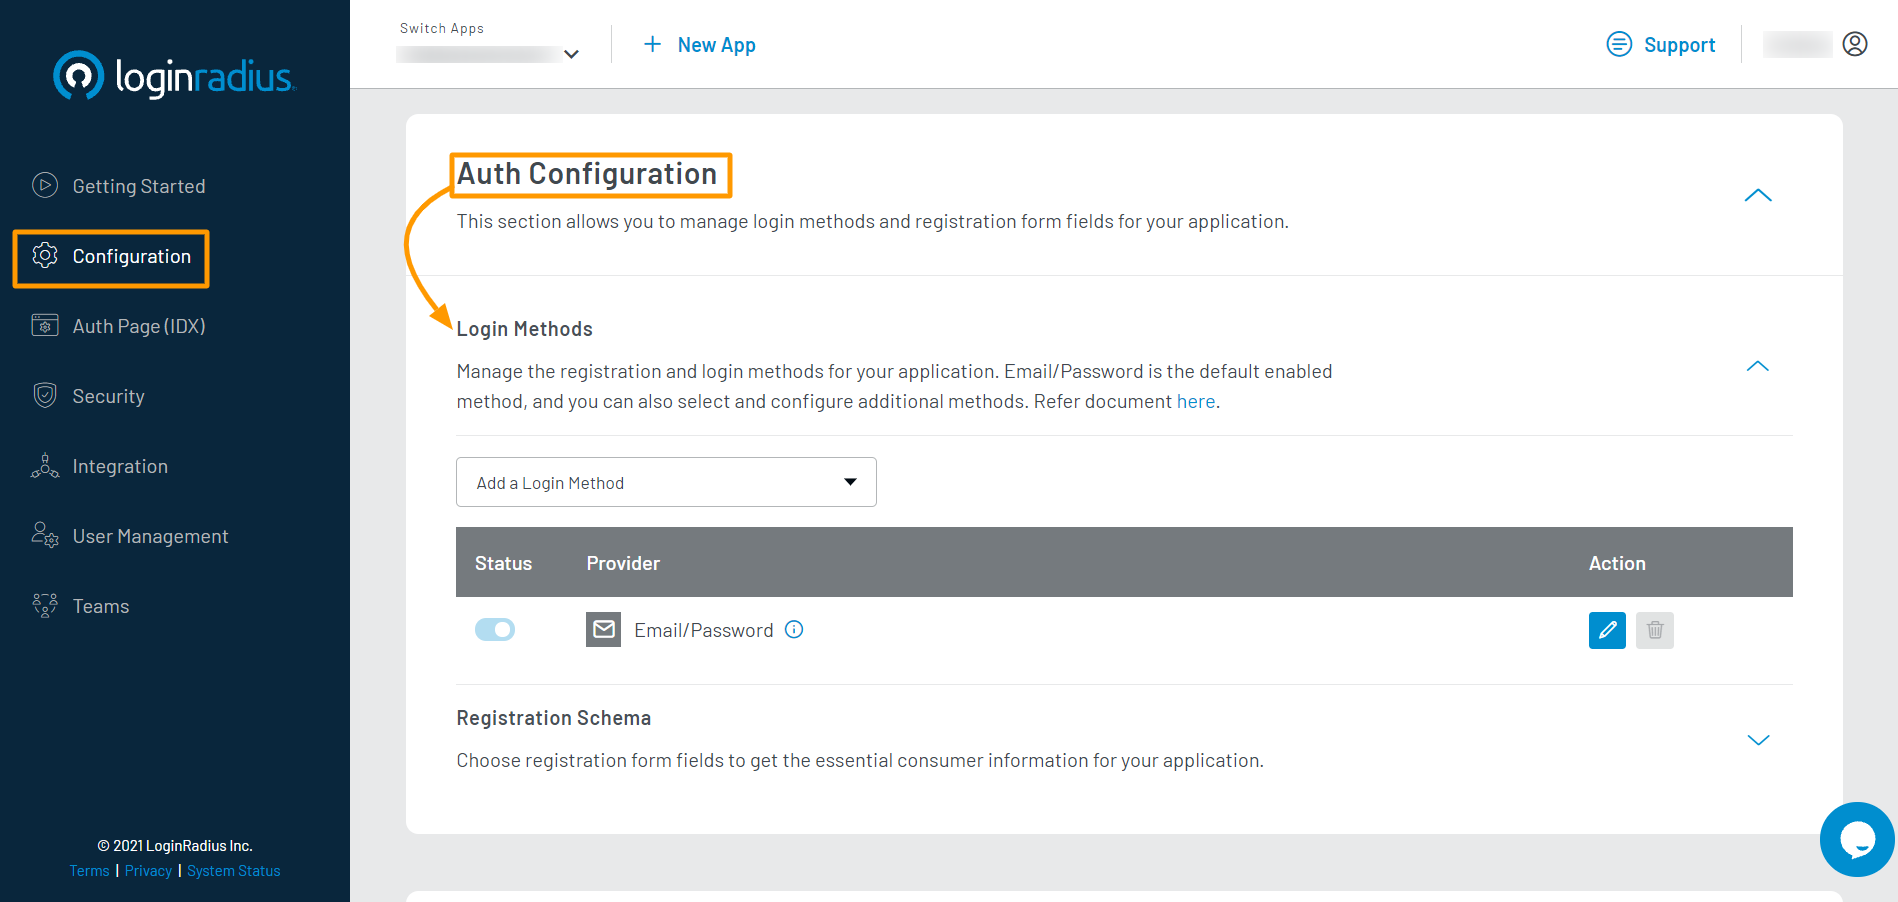 loginradius
Switch Apps
New App
Support
Getting Started
Configuration
Auth Page (IDX)
Security
Integration
User Management
Teams
© 2021 LoginRadius Inc.
Terms | Privacy | System Status
Auth Configuration
This section allows you to manage login methods and registration form fields for your application.
Login Methods
Manage the registration and login methods for your application. Email/Password is the default enabled
method, and you can also select and configure additional methods. Refer document here.
Add a Login Method
Status Provider Action
Email/Password
Registration Schema
Choose registration form fields to get the essential consumer information for your application.